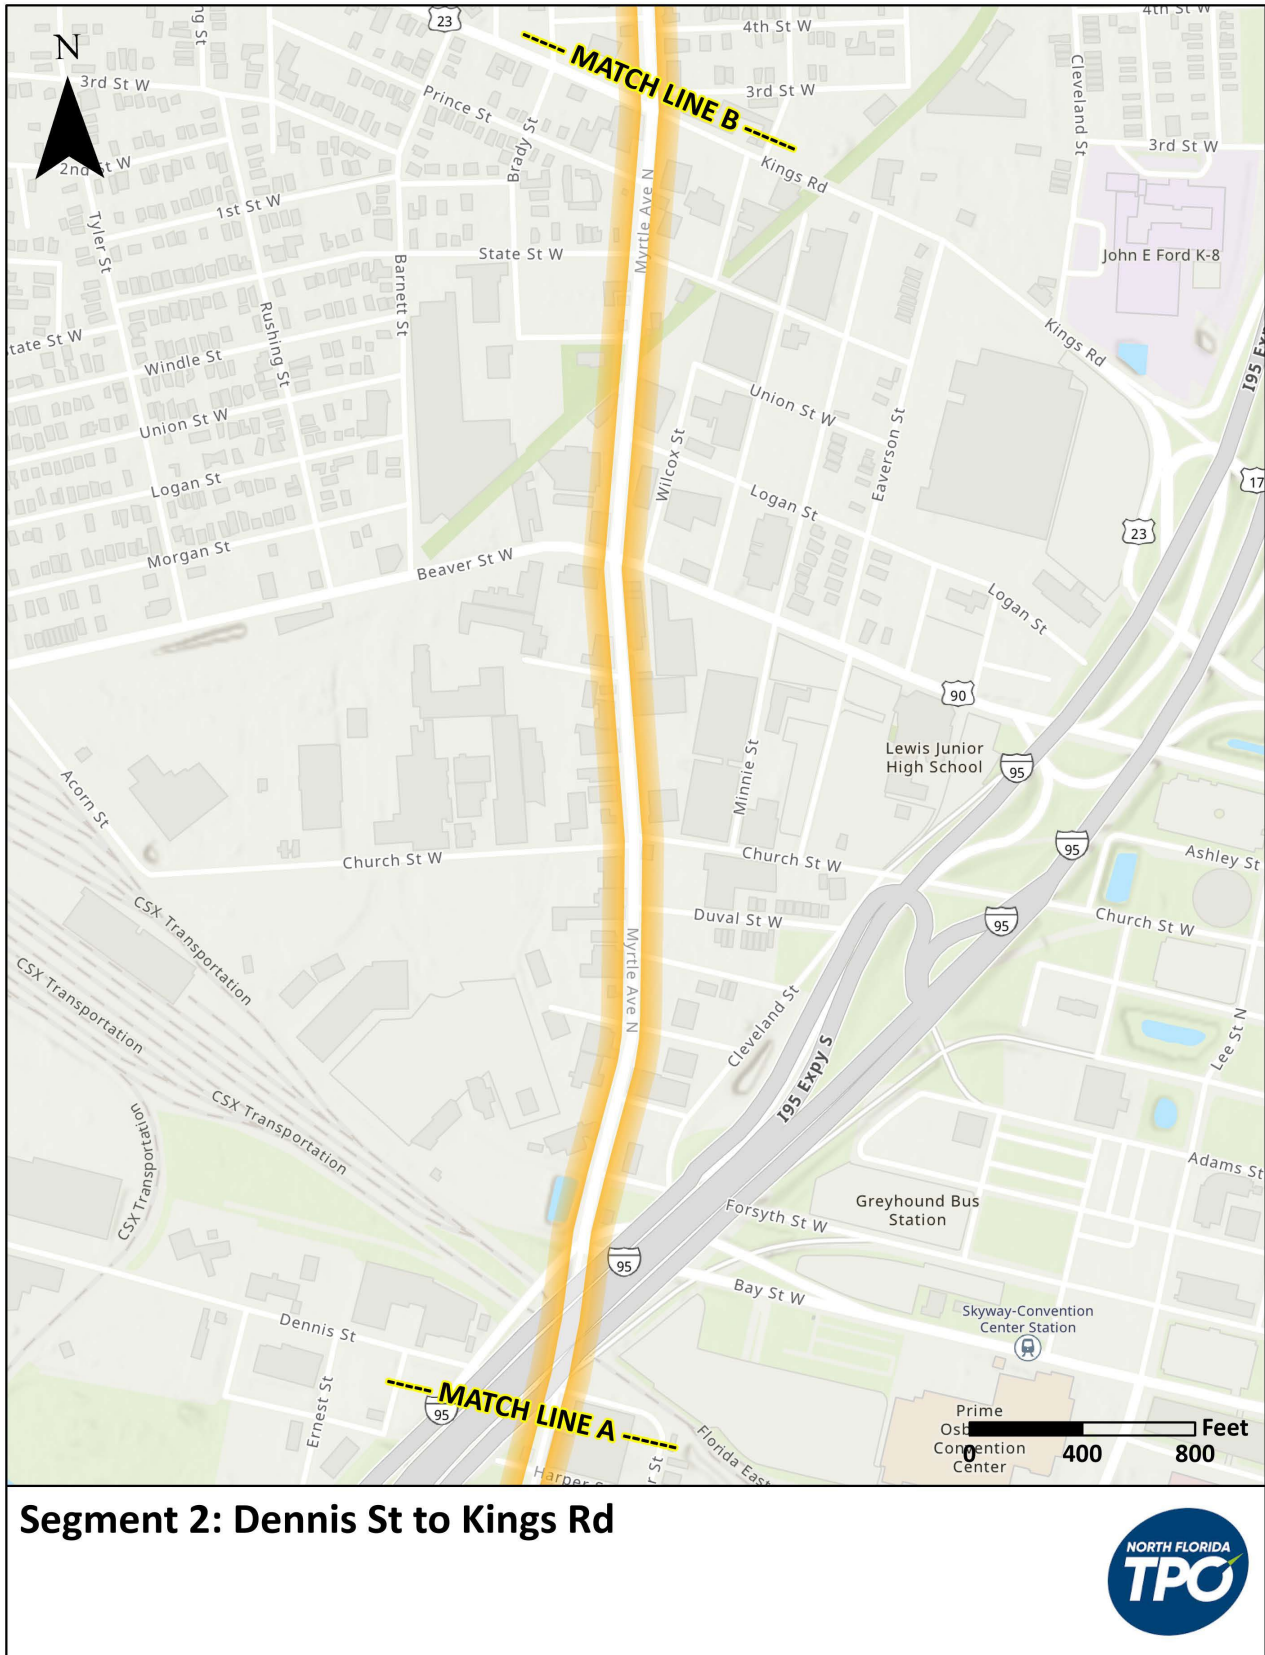 23
4th St W
4th St W
N
3rd St W
Prince St
MATCH LINE B
3rd St W
Cleveland St
3rd St W
2nd St W
Brady St
Kings Rd
1st St W
Myrtle Ave N
Tyler St
State St W
John E Ford K-8
Barnett St
Rushing St
Kings Rd
State St W
Windle St
I95 Ex
Union St W
Union St W
Eaverson St
Wilcox St
Logan St
Logan St
17
23
Morgan St
Beaver St W
Logan St
90
Lewis Junior
High School
95
Minnie St
Acorn St
95
Church St W
Church St W
Ashley St
CSX Transportation
Duval St W
95
Church St W
Myrtle Ave N
CSX Transportation
Cleveland St
Lee St N
I95 Expy S
CSX Transportation
CSX Transportation
Adams St
Greyhound Bus
Station
Forsyth St W
95
Bay St W
Skyway-Convention
Center Station
Dennis St
MATCH LINE A
95
Ernest St
Prime
Convention
Center
Florida East
Feet
0 400 800
Segment 2: Dennis St to Kings Rd
NORTH FLORIDA
TPO